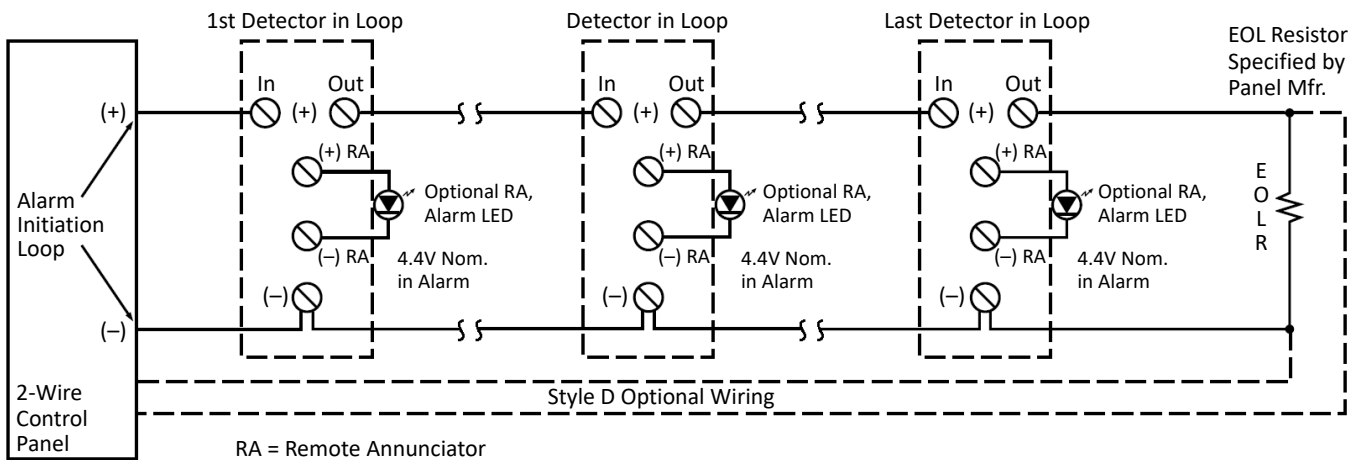 1st Detector in Loop
Detector in Loop
Last Detector in Loop
EOL Resistor
Specified by
Panel Mfr.
In
Out
In
Out
In
Out
(+)
(+)
(+)
(+)
(+) RA
(+) RA
(+) RA
Alarm
Initiation
Loop
Optional RA,
Alarm LED
Optional RA,
Alarm LED
Optional RA,
Alarm LED
E
O
L
R
(–) RA
(–) RA
(–) RA
4.4V Nom.
in Alarm
4.4V Nom.
in Alarm
4.4V Nom.
in Alarm
(–)
(–)
(–)
(–)
2-Wire
Control
Panel
Style D Optional Wiring
RA = Remote Annunciator